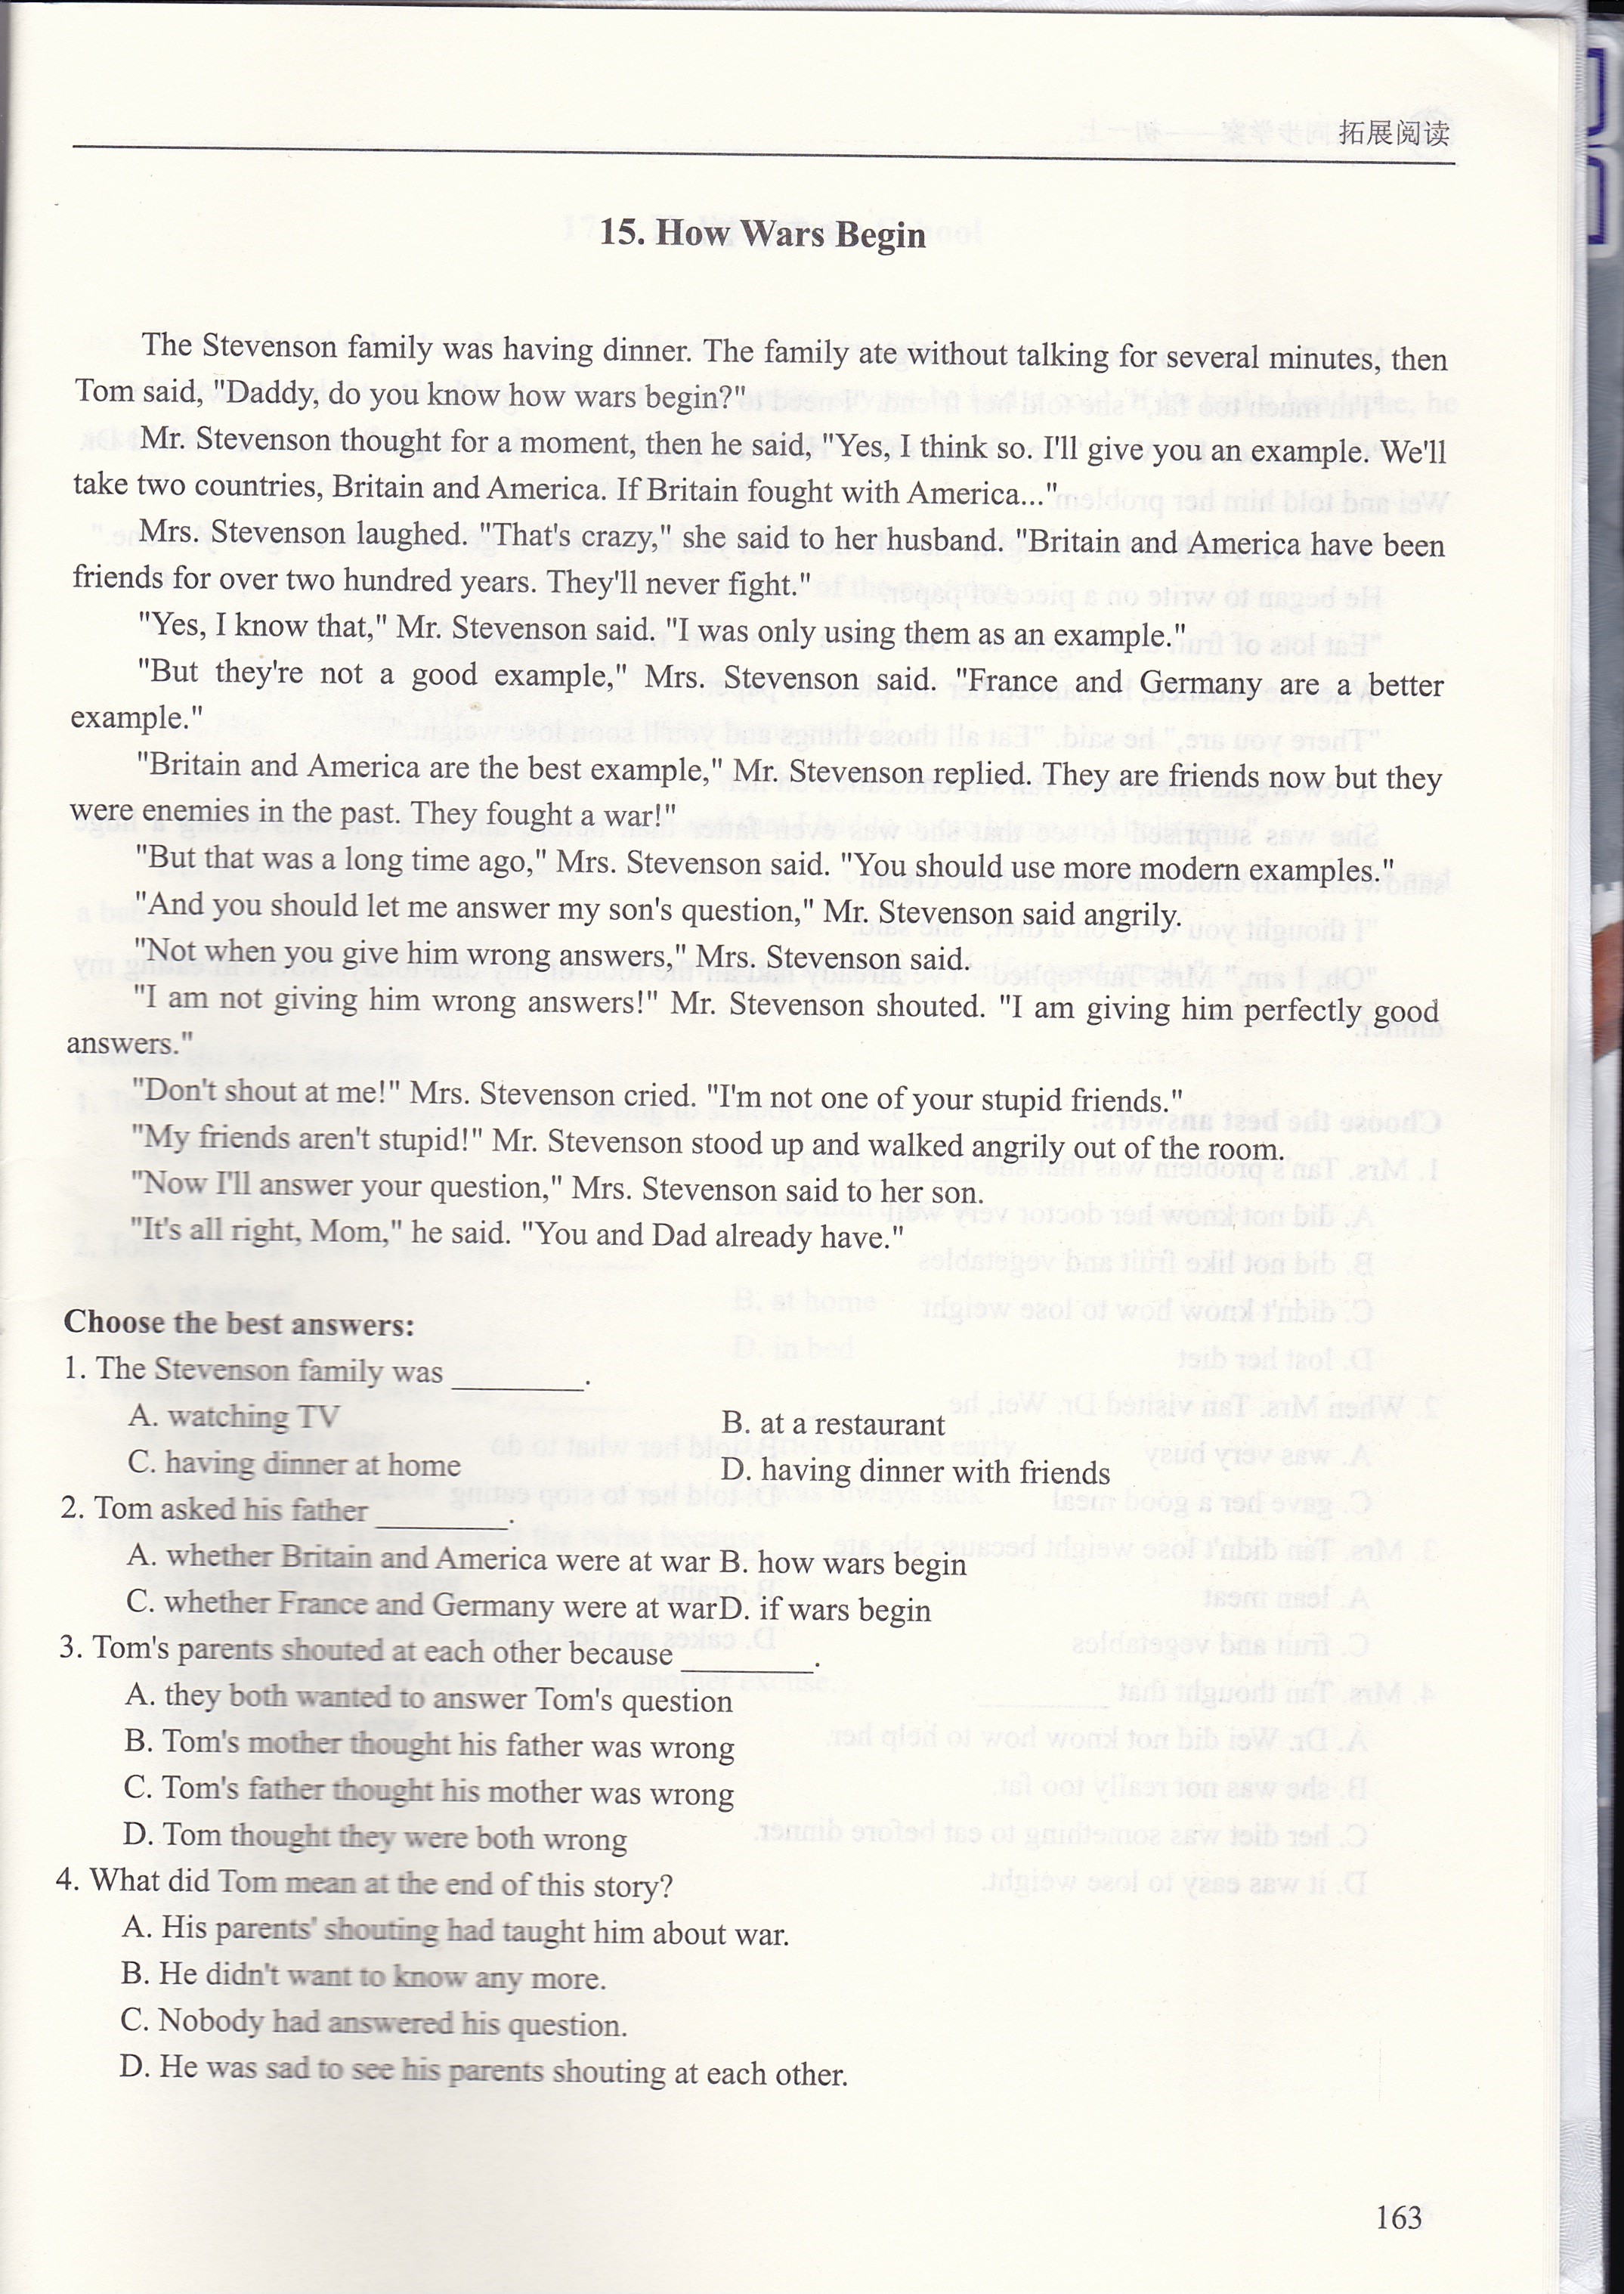 拓展阅读
15. How Wars Begin
The Stevenson family was having dinner. The family ate without talking for several minutes, then
Tom said, "Daddy, do you know how wars begin?"
Mr. Stevenson thought for a moment, then he said, "Yes, I think so. I'll give you an example. We'll
take two countries, Britain and America. If Britain fought with America..."
Mrs. Stevenson laughed. "That's crazy," she said to her husband. "Britain and America have been
friends for over two hundred years. They'll never fight."
"Yes, I know that," Mr. Stevenson said. "I was only using them as an example."
"But they're not a good example," Mrs. Stevenson said. "France and Germany are a better
example."
"Britain and America are the best example," Mr. Stevenson replied. They are friends now but they
were enemies in the past. They fought a war!"
"But that was a long time ago," Mrs. Stevenson said. "You should use more modern examples."
"And you should let me answer my son's question," Mr. Stevenson said angrily.
"Not when you give him wrong answers," Mrs. Stevenson said.
"I am not giving him wrong answers!" Mr. Stevenson shouted. "I am giving him perfectly good
answers."
"Don't shout at me!" Mrs. Stevenson cried. "I'm not one of your stupid friends."
"My friends aren't stupid!" Mr. Stevenson stood up and walked angrily out of the room.
"Now I'll answer your question," Mrs. Stevenson said to her son.
"It's all right, Mom," he said. "You and Dad already have."
Choose the best answers:
1. The Stevenson family was ________.
A. watching TV B. at a restaurant
C. having dinner at home D. having dinner with friends
2. Tom asked his father ________.
A. whether Britain and America were at war B. how wars begin
C. whether France and Germany were at warD. if wars begin
3. Tom's parents shouted at each other because ________.
A. they both wanted to answer Tom's question
B. Tom's mother thought his father was wrong
C. Tom's father thought his mother was wrong
D. Tom thought they were both wrong
4. What did Tom mean at the end of this story?
A. His parents' shouting had taught him about war.
B. He didn't want to know any more.
C. Nobody had answered his question.
D. He was sad to see his parents shouting at each other.
163